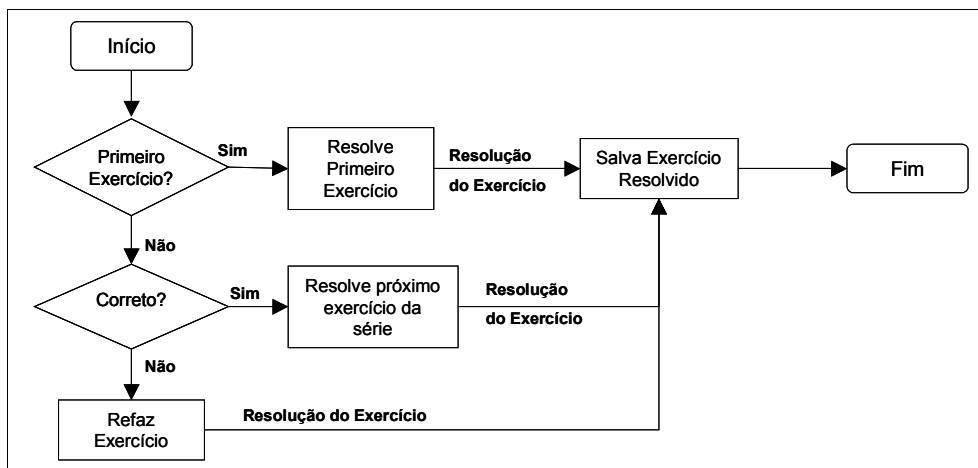 Início
Primeiro
Exercício?
Sim
Resolve
Primeiro
Exercício
Resolução
do Exercício
Salva Exercício
Resolvido
Fim
Não
Correto?
Sim
Resolve próximo
exercício da
série
Resolução
do Exercício
Não
Refaz
Exercício
Resolução do Exercício